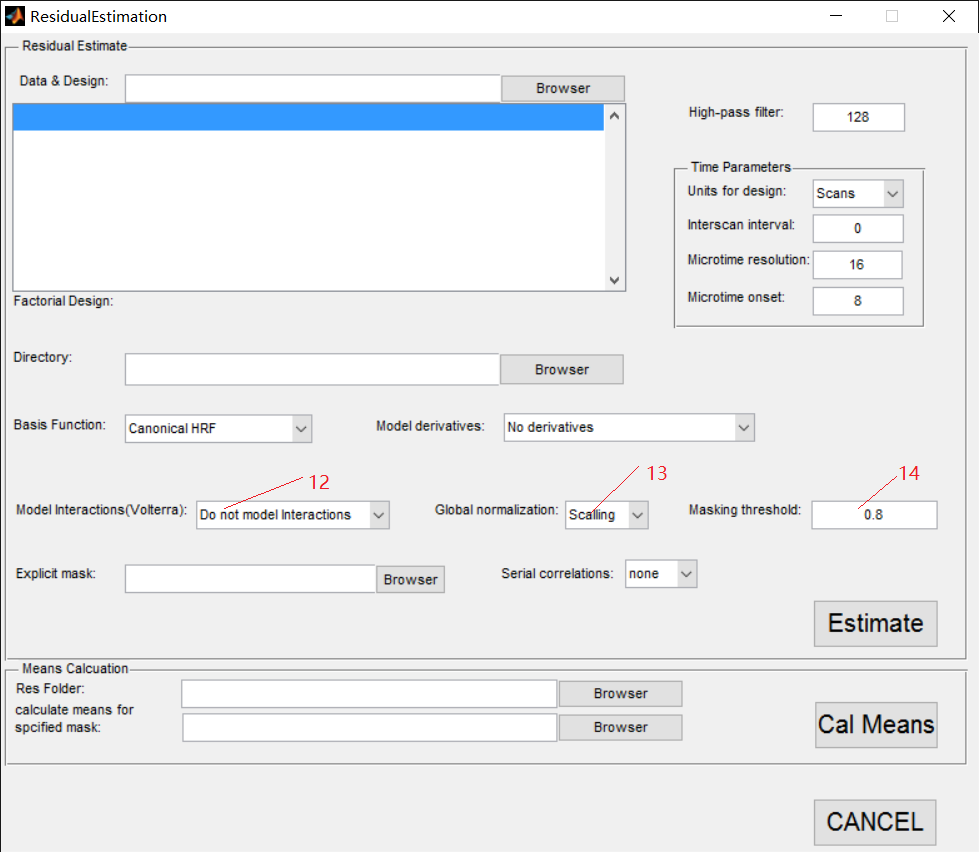 ResidualEstimation
Residual Estimate
Data & Design:
Browser
High-pass filter:
128
Time Parameters
Units for design:
Scans
Interscan interval:
0
Microtime resolution:
16
Microtime onset:
8
Factorial Design:
Directory:
Browser
Basis Function:
Canonical HRF
Model derivatives:
No derivatives
12
13
14
Model Interactions(Volterra):
Do not model Interactions
Global normalization:
Scalling
Masking threshold:
0.8
Explicit mask:
Browser
Serial correlations:
none
Estimate
Means Calcuation
Res Folder:
Browser
calculate means for
spcified mask:
Browser
Cal Means
CANCEL